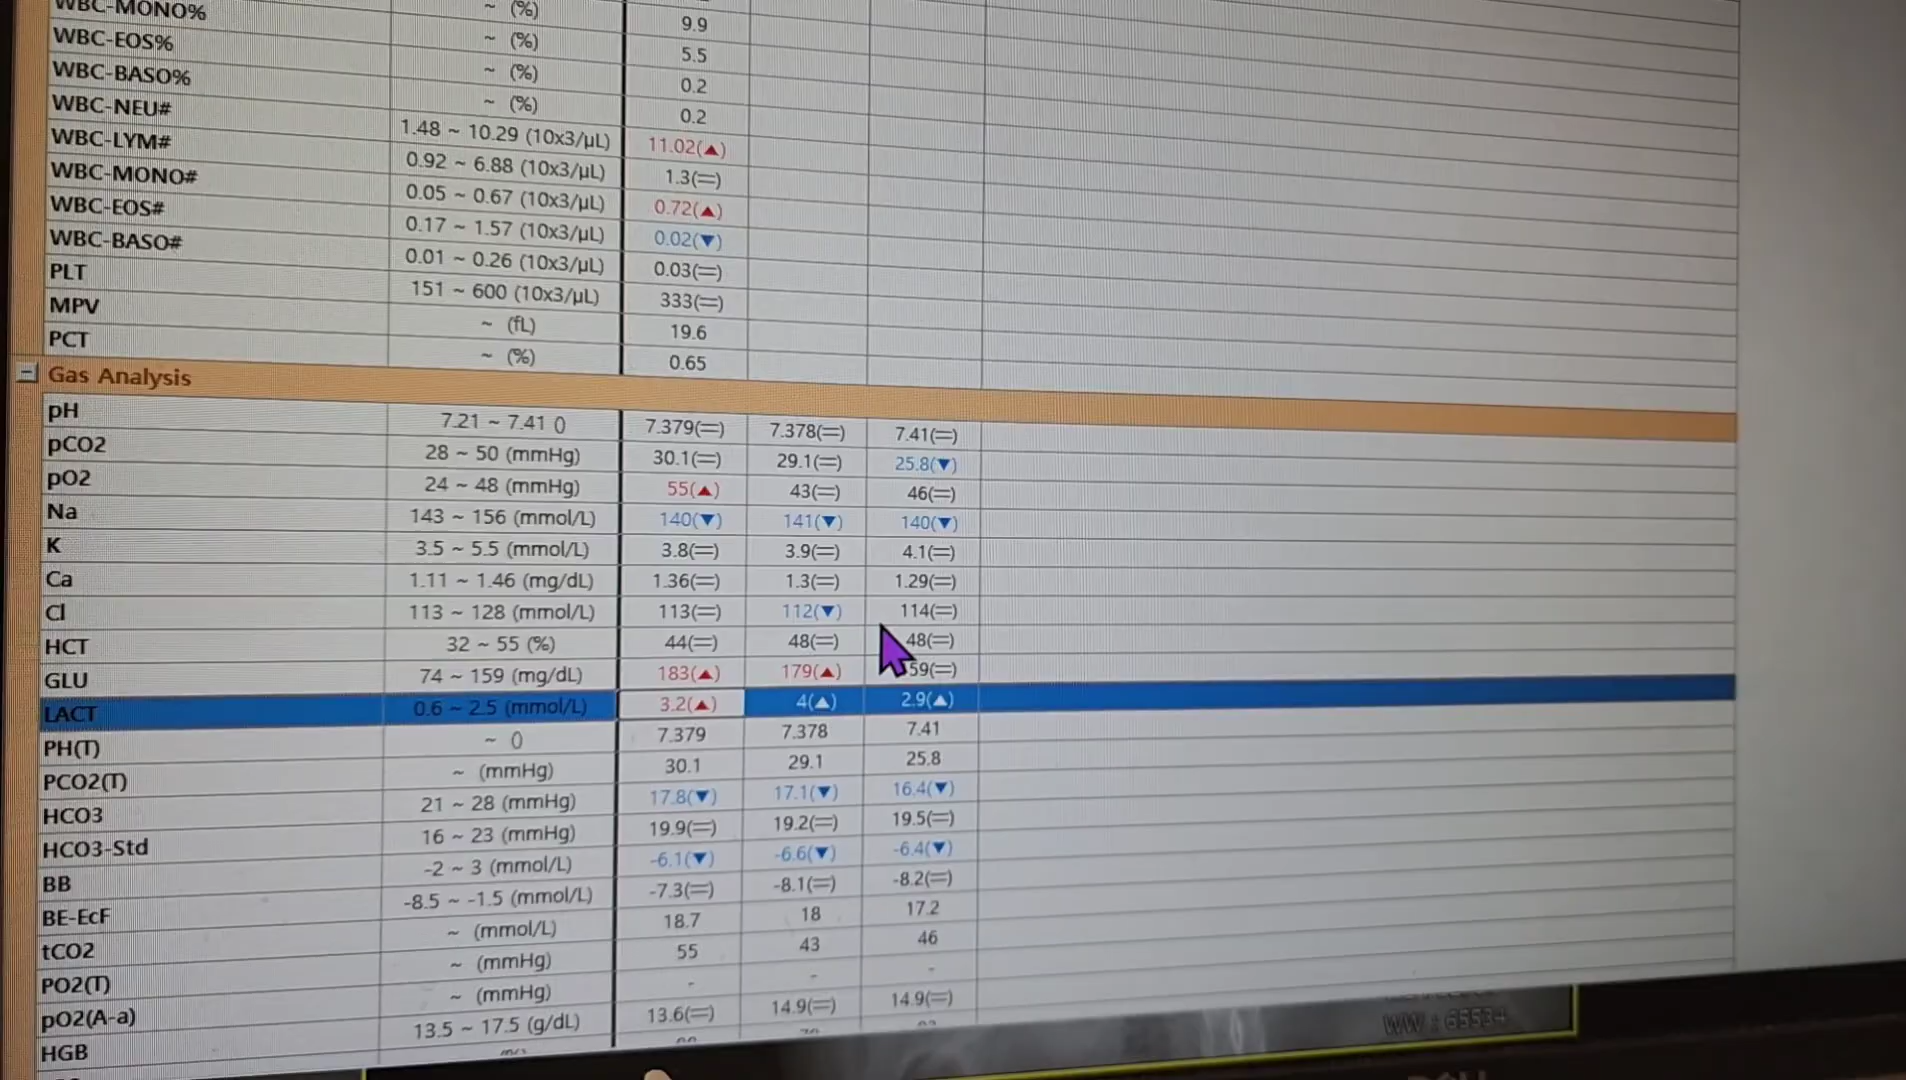 ~ (%) 9.9
WBC-MONO% ~ (%) 5.5
WBC-EOS% ~ (%) 0.2
WBC-BASO% ~ (%) 0.2
WBC-NEU# 1.48 ~ 10.29 (10x3/µL) 11.02(▲)
WBC-LYM# 0.92 ~ 6.88 (10x3/µL) 1.3(=)
WBC-MONO# 0.05 ~ 0.67 (10x3/µL) 0.72(▲)
WBC-EOS# 0.17 ~ 1.57 (10x3/µL) 0.02(▼)
WBC-BASO# 0.01 ~ 0.26 (10x3/µL) 0.03(=)
PLT 151 ~ 600 (10x3/µL) 333(=)
MPV ~ (fL) 19.6
PCT ~ (%) 0.65
Gas Analysis
pH 7.21 ~ 7.41 () 7.379(=) 7.378(=) 7.41(=)
pCO2 28 ~ 50 (mmHg) 30.1(=) 29.1(=) 25.8(▼)
pO2 24 ~ 48 (mmHg) 55(▲) 43(=) 46(=)
Na 143 ~ 156 (mmol/L) 140(▼) 141(▼) 140(▼)
K 3.5 ~ 5.5 (mmol/L) 3.8(=) 3.9(=) 4.1(=)
Ca 1.11 ~ 1.46 (mg/dL) 1.36(=) 1.3(=) 1.29(=)
Cl 113 ~ 128 (mmol/L) 113(=) 112(▼) 114(=)
HCT 32 ~ 55 (%) 44(=) 48(=) 48(=)
GLU 74 ~ 159 (mg/dL) 183(▲) 179(▲) 59(=)
LACT 0.6 ~ 2.5 (mmol/L) 3.2(▲) 4(▲) 2.9(▲)
PH(T) ~ () 7.379 7.378 7.41
PCO2(T) ~ (mmHg) 30.1 29.1 25.8
HCO3 21 ~ 28 (mmHg) 17.8(▼) 17.1(▼) 16.4(▼)
HCO3-Std 16 ~ 23 (mmHg) 19.9(=) 19.2(=) 19.5(=)
BB -2 ~ 3 (mmol/L) -6.1(▼) -6.6(▼) -6.4(▼)
BE-EcF -8.5 ~ -1.5 (mmol/L) -7.3(=) -8.1(=) -8.2(=)
tCO2 ~ (mmol/L) 18.7 18 17.2
PO2(T) ~ (mmHg) 55 43 46
pO2(A-a) ~ (mmHg) - - -
HGB 13.5 ~ 17.5 (g/dL) 13.6(=) 14.9(=) 14.9(=)
WW : 65534